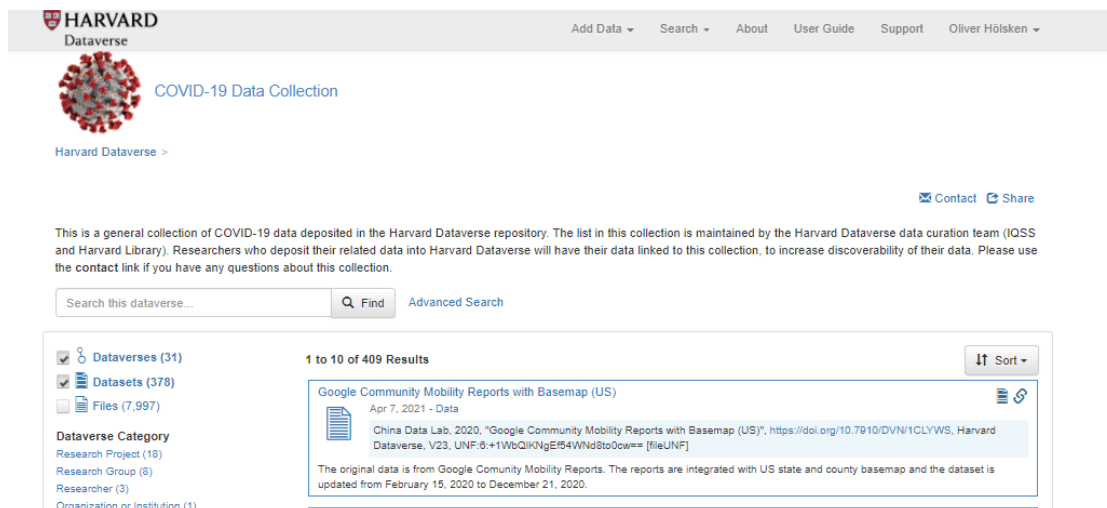 HARVARD
Dataverse
Add Data Search About User Guide Support Oliver Hölsken
COVID-19 Data Collection
Harvard Dataverse >
Contact Share
This is a general collection of COVID-19 data deposited in the Harvard Dataverse repository. The list in this collection is maintained by the Harvard Dataverse data curation team (IQSS
and Harvard Library). Researchers who deposit their related data into Harvard Dataverse will have their data linked to this collection, to increase discoverability of their data. Please use
the contact link if you have any questions about this collection.
Search this dataverse... Find Advanced Search
Dataverses (31)
Datasets (378)
Files (7,997)
Dataverse Category
Research Project (18)
Research Group (8)
Researcher (3)
Organization or Institution (1)
1 to 10 of 409 Results Sort
Google Community Mobility Reports with Basemap (US)
Apr 7, 2021 - Data
China Data Lab, 2020, "Google Community Mobility Reports with Basemap (US)", https://doi.org/10.7910/DVN/1CLYWS, Harvard
Dataverse, V23, UNF:6:+1WbQIKNgEf54WNd8to0cw== [fileUNF]
The original data is from Google Comunity Mobility Reports. The reports are integrated with US state and county basemap and the dataset is
updated from February 15, 2020 to December 21, 2020.